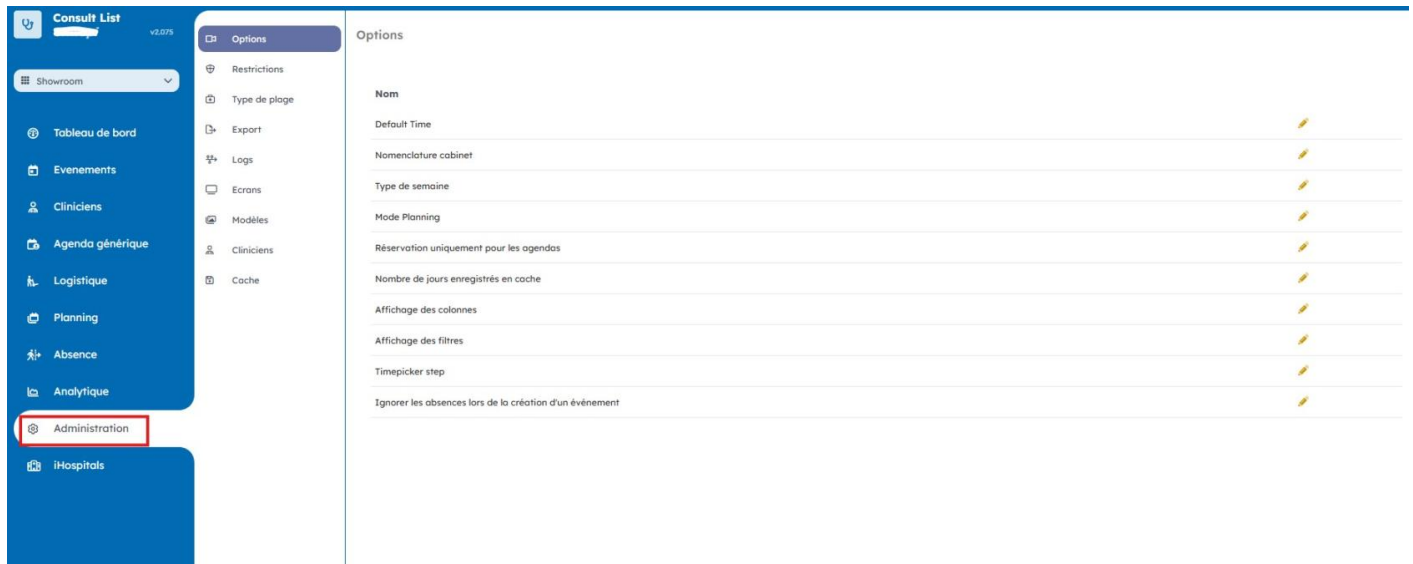 Consult List
v2.075
Showroom
Tableau de bord
Evenements
Cliniciens
Agenda générique
Logistique
Planning
Absence
Analytique
Administration
iHospitals
Options
Restrictions
Type de plage
Export
Logs
Ecrans
Modèles
Cliniciens
Cache
Options
Nom
Default Time
Nomenclature cabinet
Type de semaine
Mode Planning
Réservation uniquement pour les agendas
Nombre de jours enregistrés en cache
Affichage des colonnes
Affichage des filtres
Timepicker step
Ignorer les absences lors de la création d'un événement